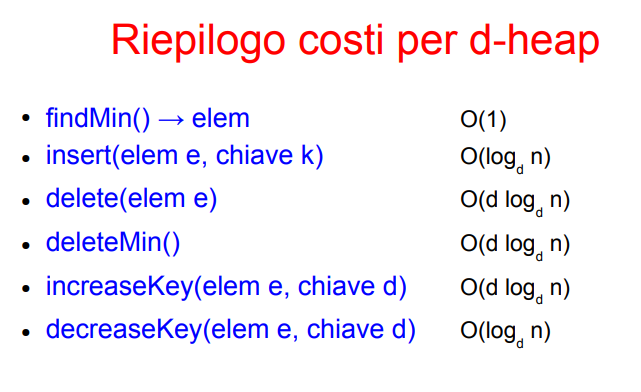 Riepilogo costi per d-heap
• findMin() → elem O(1)
• insert(elem e, chiave k) O(log_d n)
• delete(elem e) O(d log_d n)
• deleteMin() O(d log_d n)
• increaseKey(elem e, chiave d) O(d log_d n)
• decreaseKey(elem e, chiave d) O(log_d n)